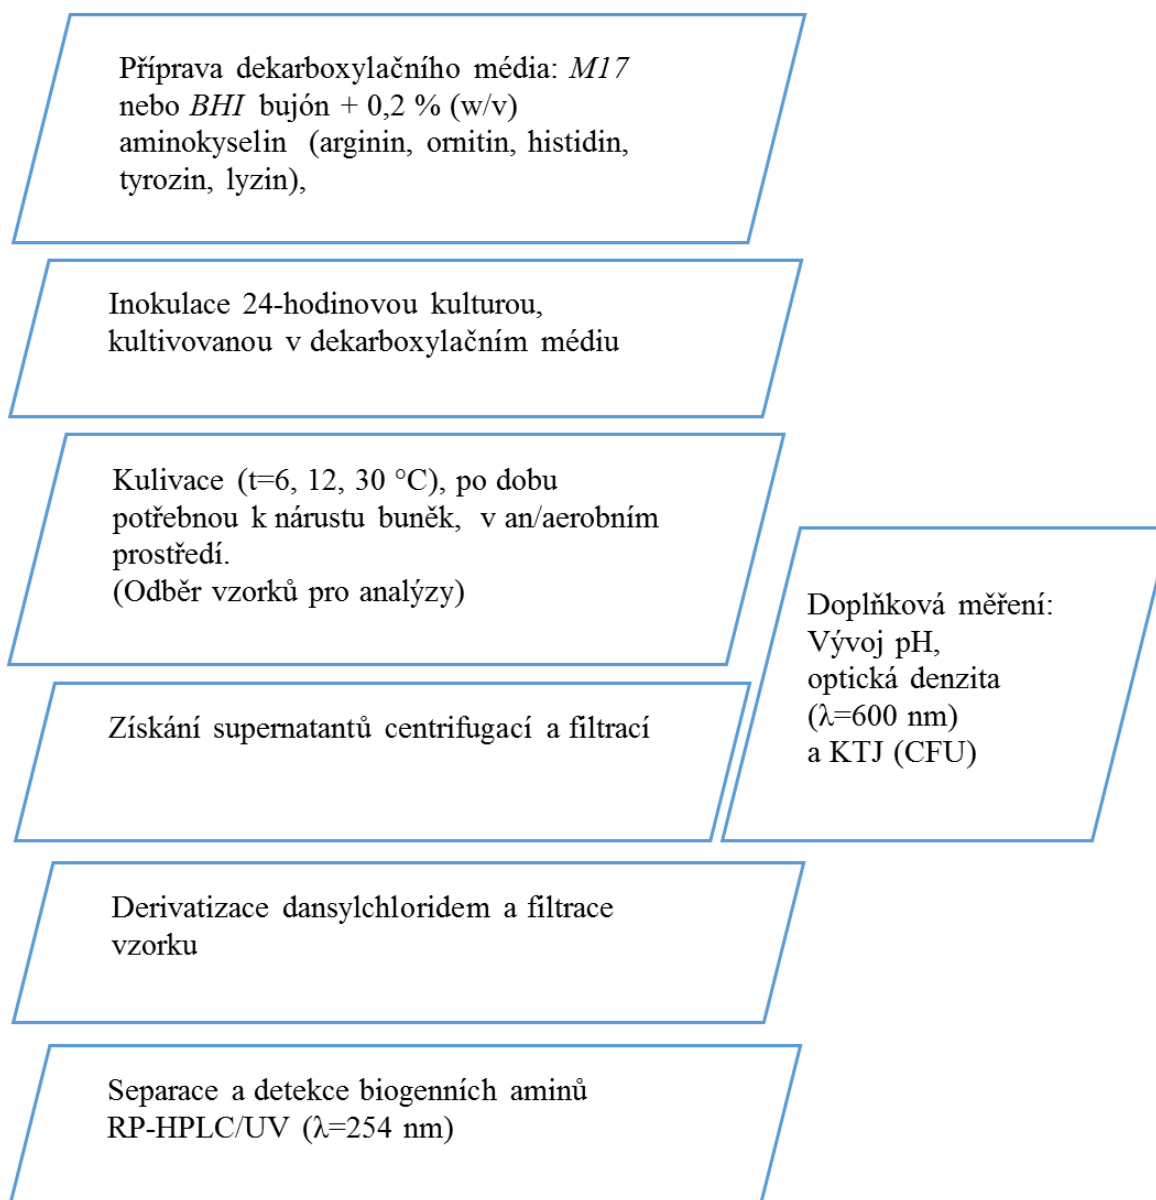 Příprava dekarboxylačního média: M17
nebo BHI bujón + 0,2 % (w/v)
aminokyselin (arginin, ornitin, histidin,
tyrozin, lyzin),
Inokulace 24-hodinovou kulturou,
kultivovanou v dekarboxylačním médiu
Kulivace (t=6, 12, 30 °C), po dobu
potřebnou k nárustu buněk, v an/aerobním
prostředí.
(Odběr vzorků pro analýzy)
Doplňková měření:
Vývoj pH,
optická denzita
(λ=600 nm)
a KTJ (CFU)
Získání supernatantů centrifugací a filtrací
Derivatizace dansylchloridem a filtrace
vzorku
Separace a detekce biogenních aminů
RP-HPLC/UV (λ=254 nm)